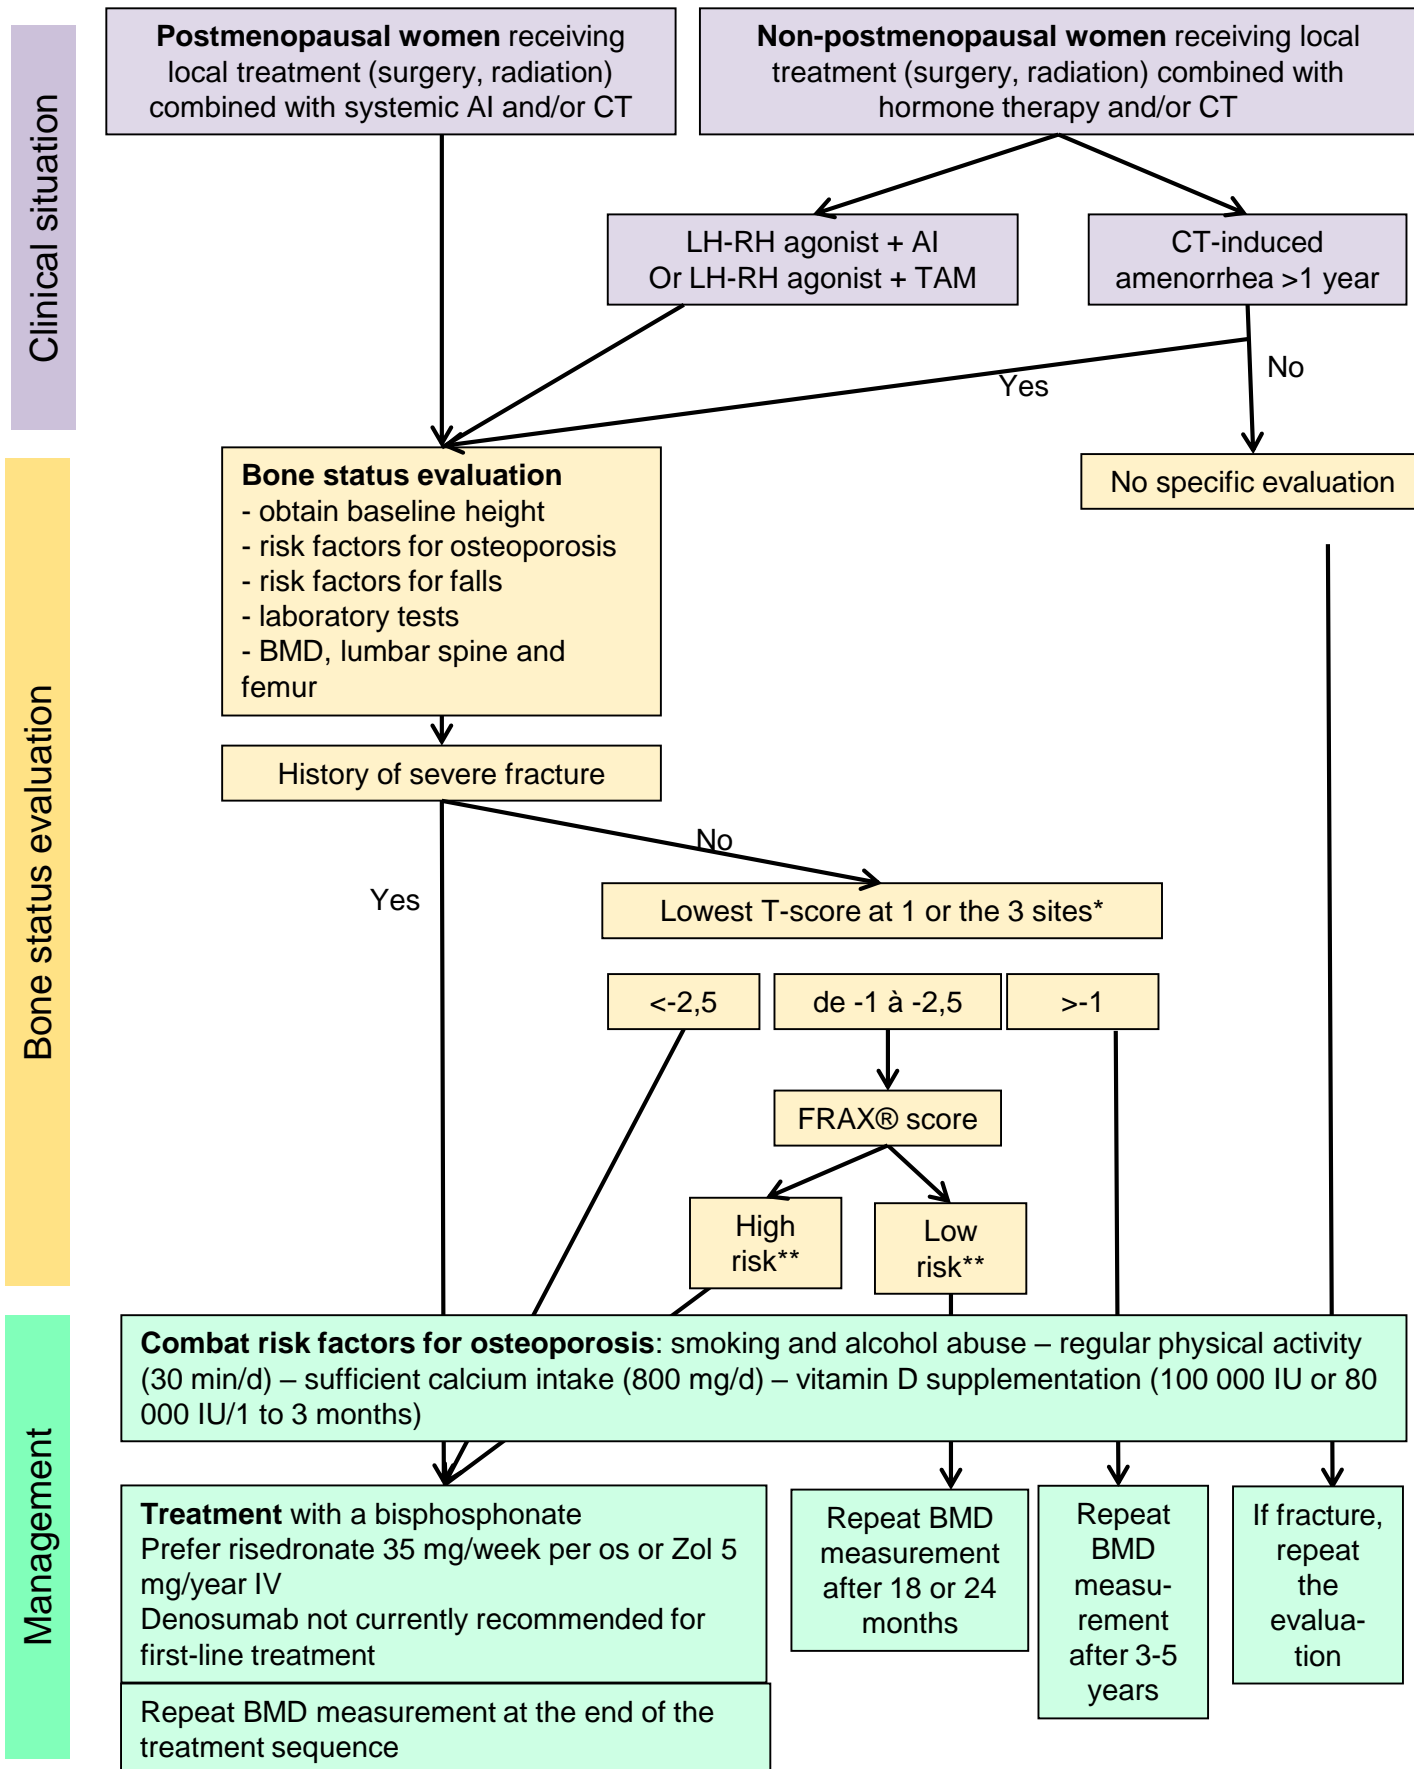 Clinical situation
Postmenopausal women receiving
local treatment (surgery, radiation)
combined with systemic AI and/or CT
Non-postmenopausal women receiving local
treatment (surgery, radiation) combined with
hormone therapy and/or CT
LH-RH agonist + AI
Or LH-RH agonist + TAM
CT-induced
amenorrhea >1 year
Yes
No
Bone status evaluation
Bone status evaluation
- obtain baseline height
- risk factors for osteoporosis
- risk factors for falls
- laboratory tests
- BMD, lumbar spine and
femur
No specific evaluation
History of severe fracture
No
Yes
Lowest T-score at 1 or the 3 sites*
<-2,5
de -1 à -2,5
>-1
FRAX® score
High
risk**
Low
risk**
Management
Combat risk factors for osteoporosis: smoking and alcohol abuse – regular physical activity
(30 min/d) – sufficient calcium intake (800 mg/d) – vitamin D supplementation (100 000 IU or 80
000 IU/1 to 3 months)
Treatment with a bisphosphonate
Prefer risedronate 35 mg/week per os or Zol 5
mg/year IV
Denosumab not currently recommended for
first-line treatment
Repeat BMD measurement at the end of the
treatment sequence
Repeat BMD
measurement
after 18 or 24
months
Repeat
BMD
measu-
rement
after 3-5
years
If fracture,
repeat
the
evalua-
tion